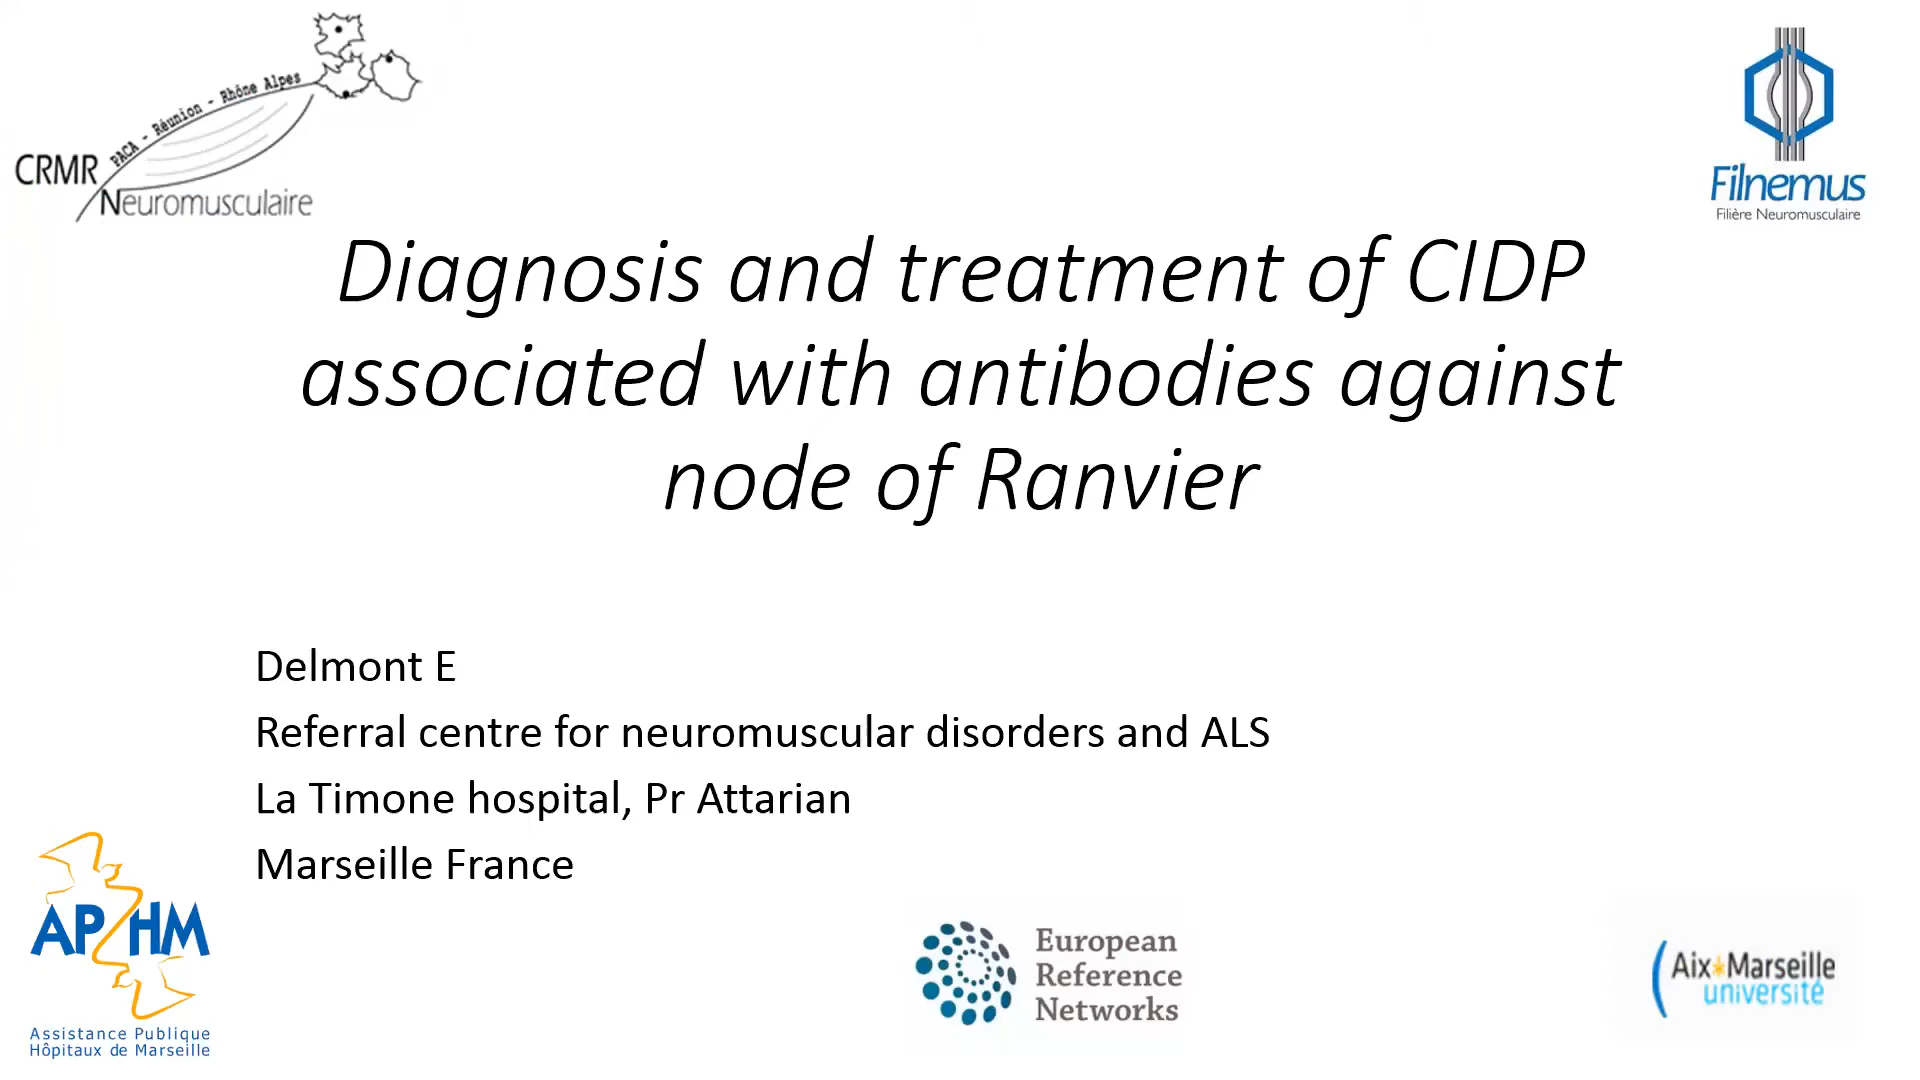 PACA - Réunion - Rhône Alpes
CRMR
Neuromusculaire
Filnemus
Filière Neuromusculaire
Diagnosis and treatment of CIDP
associated with antibodies against
node of Ranvier
Delmont E
Referral centre for neuromuscular disorders and ALS
La Timone hospital, Pr Attarian
Marseille France
AP HM
Assistance Publique
Hôpitaux de Marseille
European
Reference
Networks
Aix*Marseille
université